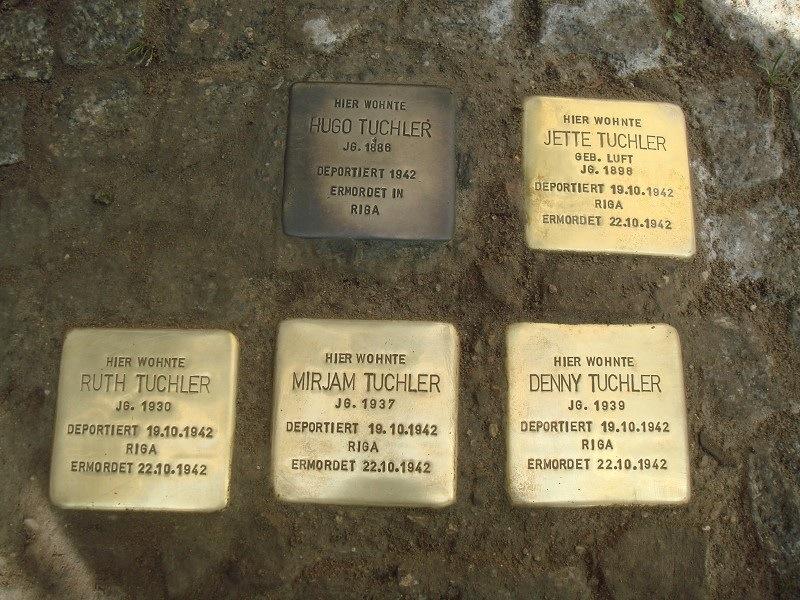 HIER WOHNTE
HUGO TUCHLER
JG. 1886
DEPORTIERT 1942
ERMORDET IN
RIGA
HIER WOHNTE
JETTE TUCHLER
GEB. LUFT
JG. 1898
DEPORTIERT 19.10.1942
RIGA
ERMORDET 22.10.1942
HIER WOHNTE
RUTH TUCHLER
JG. 1930
DEPORTIERT 19.10.1942
RIGA
ERMORDET 22.10.1942
HIER WOHNTE
MIRJAM TUCHLER
JG. 1937
DEPORTIERT 19.10.1942
RIGA
ERMORDET 22.10.1942
HIER WOHNTE
DENNY TUCHLER
JG. 1939
DEPORTIERT 19.10.1942
RIGA
ERMORDET 22.10.1942